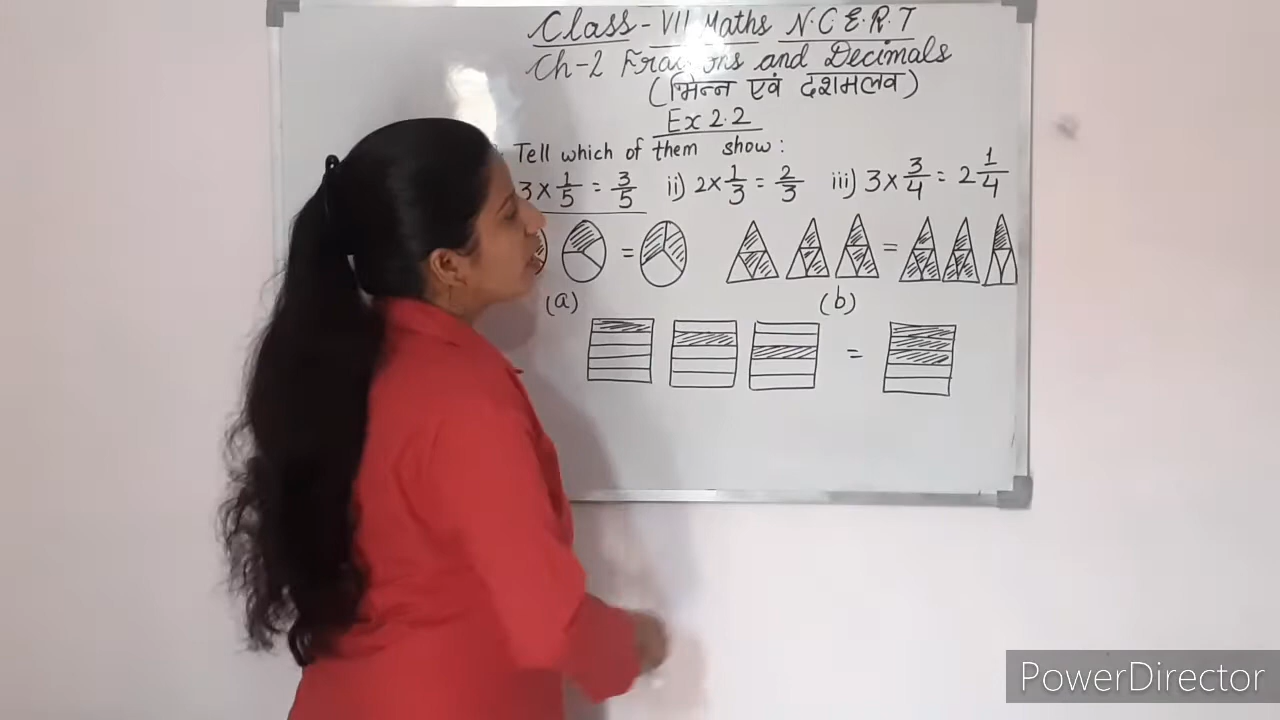 Class - VII Maths N.C.E.R.T
Ch-2 Fractions and Decimals
(भिन्न एवं दशमलव)
Ex 2.2
Tell which of them show:
3 × 1/5 = 3/5 ii) 2 × 1/3 = 2/3 iii) 3 × 3/4 = 2 1/4
= =
(a) (b)
=
PowerDirector